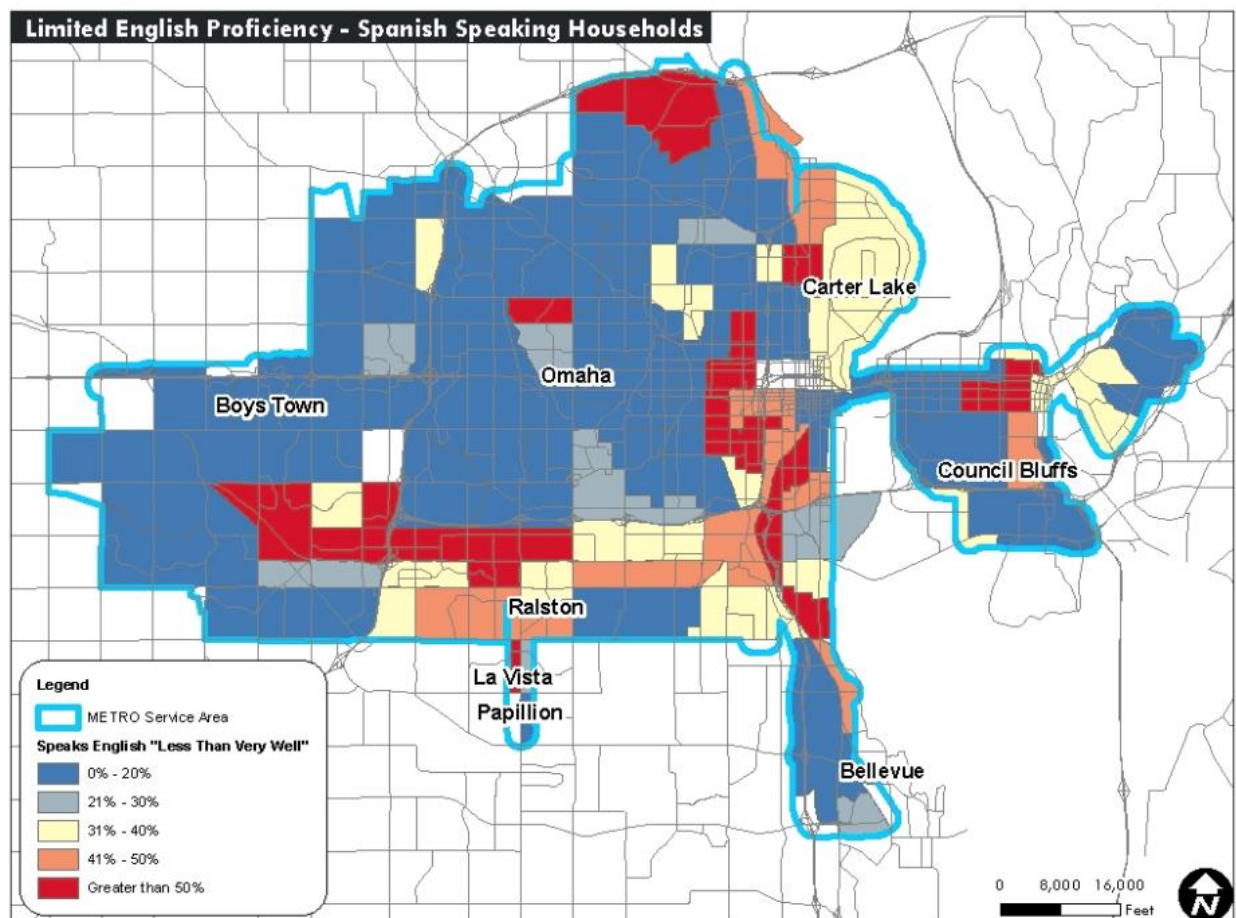 Limited English Proficiency - Spanish Speaking Households
Carter Lake
Omaha
Boys Town
Council Bluffs
Ralston
La Vista
Papillion
Bellevue
Legend
METRO Service Area
Speaks English "Less Than Very Well"
0% - 20%
21% - 30%
31% - 40%
41% - 50%
Greater than 50%
0 8,000 16,000
Feet
N